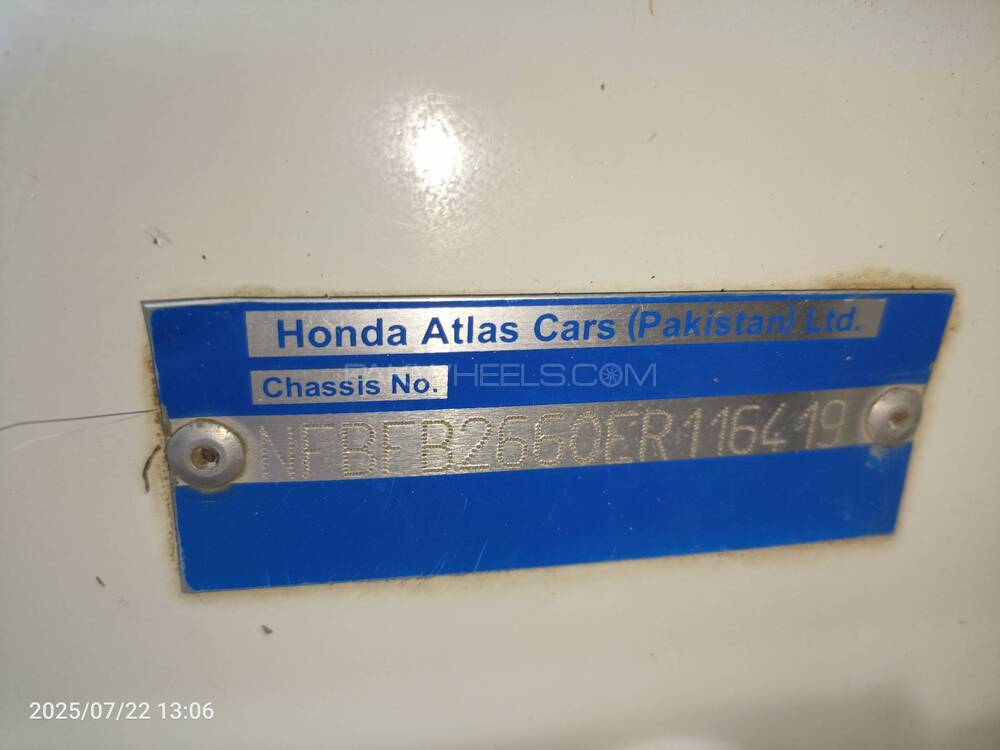 Honda Atlas Cars (Pakistan) Ltd.
Chassis No.
PAKWHEELS.COM
NFBFB2660ER116419
2025/07/22 13:06